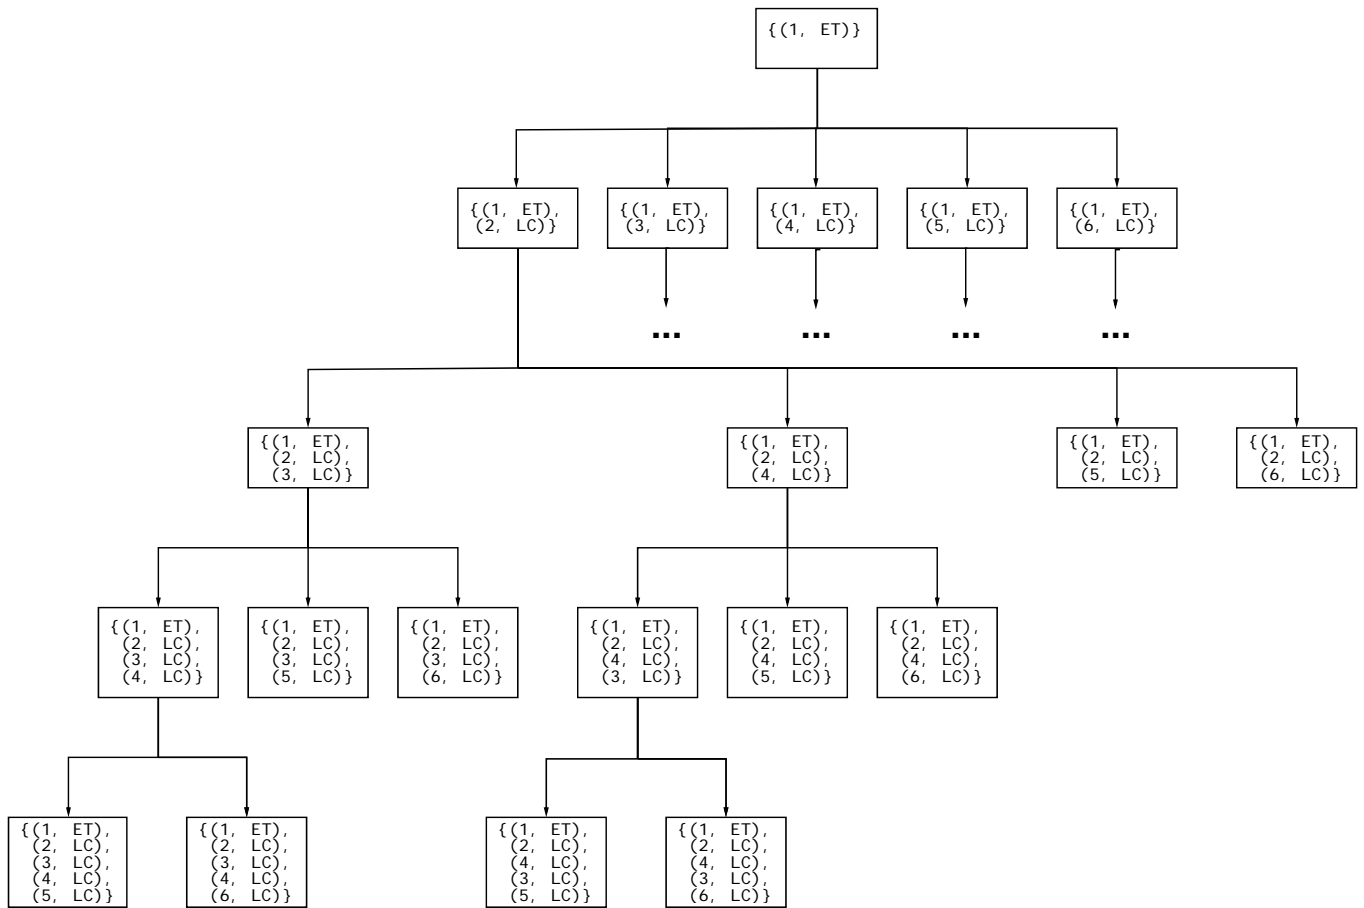 {(1, ET)}
{(1, ET),
(2, LC)}
{(1, ET),
(3, LC)}
{(1, ET),
(4, LC)}
{(1, ET),
(5, LC)}
{(1, ET),
(6, LC)}
...
...
...
...
{(1, ET),
(2, LC),
(3, LC)}
{(1, ET),
(2, LC),
(4, LC)}
{(1, ET),
(2, LC),
(5, LC)}
{(1, ET),
(2, LC),
(6, LC)}
{(1, ET),
(2, LC),
(3, LC),
(4, LC)}
{(1, ET),
(2, LC),
(3, LC),
(5, LC)}
{(1, ET),
(2, LC),
(3, LC),
(6, LC)}
{(1, ET),
(2, LC),
(4, LC),
(3, LC)}
{(1, ET),
(2, LC),
(4, LC),
(5, LC)}
{(1, ET),
(2, LC),
(4, LC),
(6, LC)}
{(1, ET),
(2, LC),
(3, LC),
(4, LC),
(5, LC)}
{(1, ET),
(2, LC),
(3, LC),
(4, LC),
(6, LC)}
{(1, ET),
(2, LC),
(4, LC),
(3, LC),
(5, LC)}
{(1, ET),
(2, LC),
(4, LC),
(3, LC),
(6, LC)}